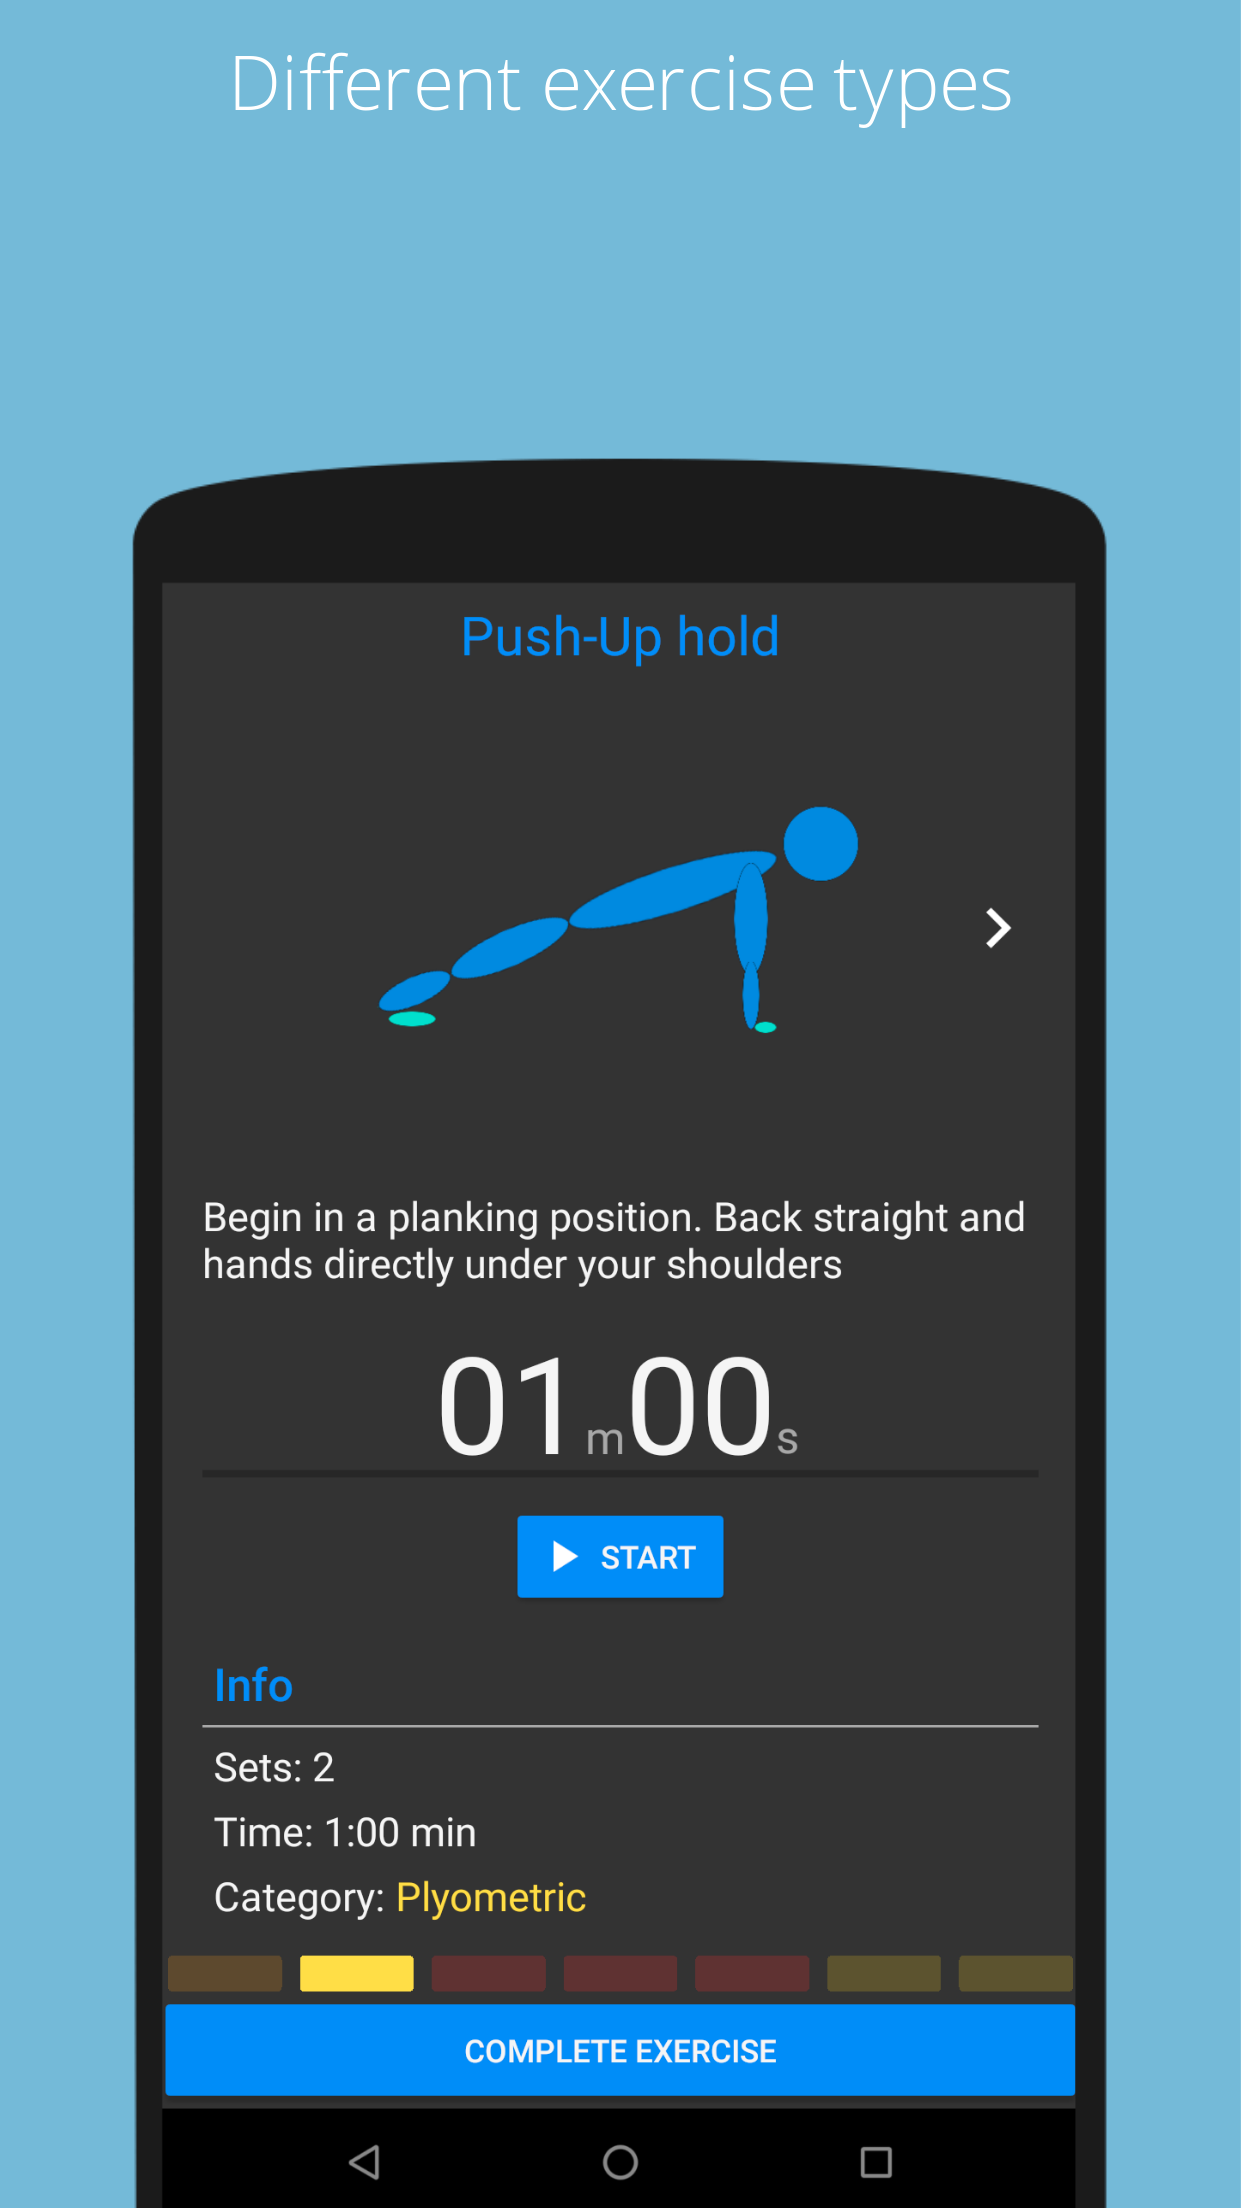 Different exercise types
Push-Up hold
Begin in a planking position. Back straight and
hands directly under your shoulders
01m00s
START
Info
Sets: 2
Time: 1:00 min
Category: Plyometric
COMPLETE EXERCISE